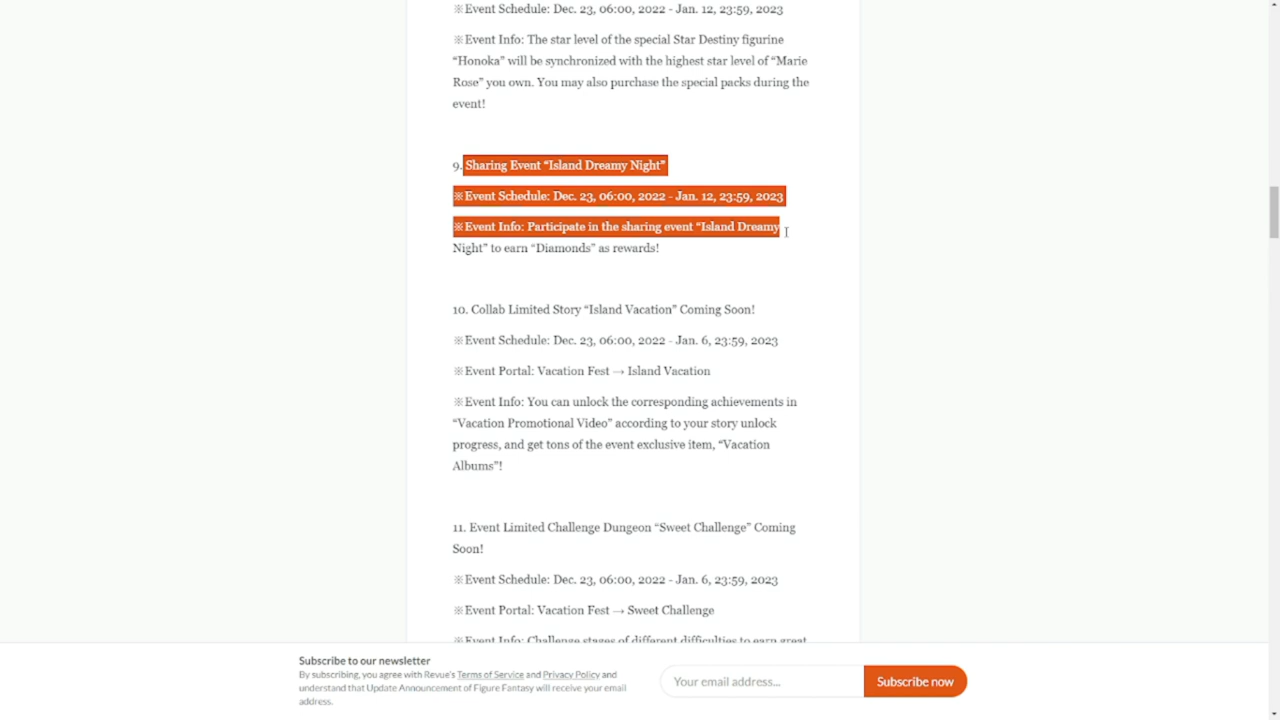 ※Event Schedule: Dec. 23, 06:00, 2022 - Jan. 12, 23:59, 2023
※Event Info: The star level of the special Star Destiny figurine
“Honoka” will be synchronized with the highest star level of “Marie
Rose” you own. You may also purchase the special packs during the
event!
9. Sharing Event “Island Dreamy Night”
※Event Schedule: Dec. 23, 06:00, 2022 - Jan. 12, 23:59, 2023
※Event Info: Participate in the sharing event “Island Dreamy
Night” to earn “Diamonds” as rewards!
10. Collab Limited Story “Island Vacation” Coming Soon!
※Event Schedule: Dec. 23, 06:00, 2022 - Jan. 6, 23:59, 2023
※Event Portal: Vacation Fest → Island Vacation
※Event Info: You can unlock the corresponding achievements in
“Vacation Promotional Video” according to your story unlock
progress, and get tons of the event exclusive item, “Vacation
Albums”!
11. Event Limited Challenge Dungeon “Sweet Challenge” Coming
Soon!
※Event Schedule: Dec. 23, 06:00, 2022 - Jan. 6, 23:59, 2023
※Event Portal: Vacation Fest → Sweet Challenge
※Event Info: Challenge stages of different difficulties to earn great
Subscribe to our newsletter
By subscribing, you agree with Revue's Terms of Service and Privacy Policy and
understand that Update Announcement of Figure Fantasy will receive your email
address.
Your email address...
Subscribe now